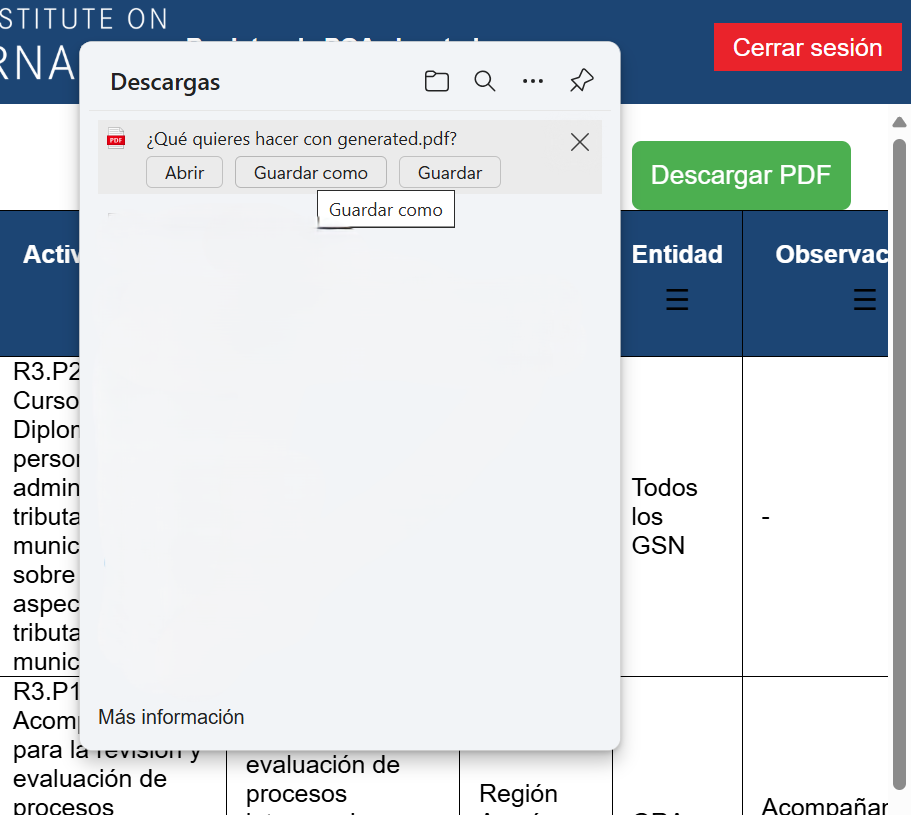 STITUTE ON
RNA
Cerrar sesión
Descargas
¿Qué quieres hacer con generated.pdf?
PDF
Abrir
Guardar como
Guardar
Guardar como
Descargar PDF
Activ
Entidad
Observac
R3.P2
Curso
Diplon
person
admin
tributa
munic
sobre
aspec
tributa
munic
Todos
los
GSN
-
Más información
R3.P1
Acomp
para la revisión y
evaluación de
procesos
evaluación de
procesos
Región
Acompañar